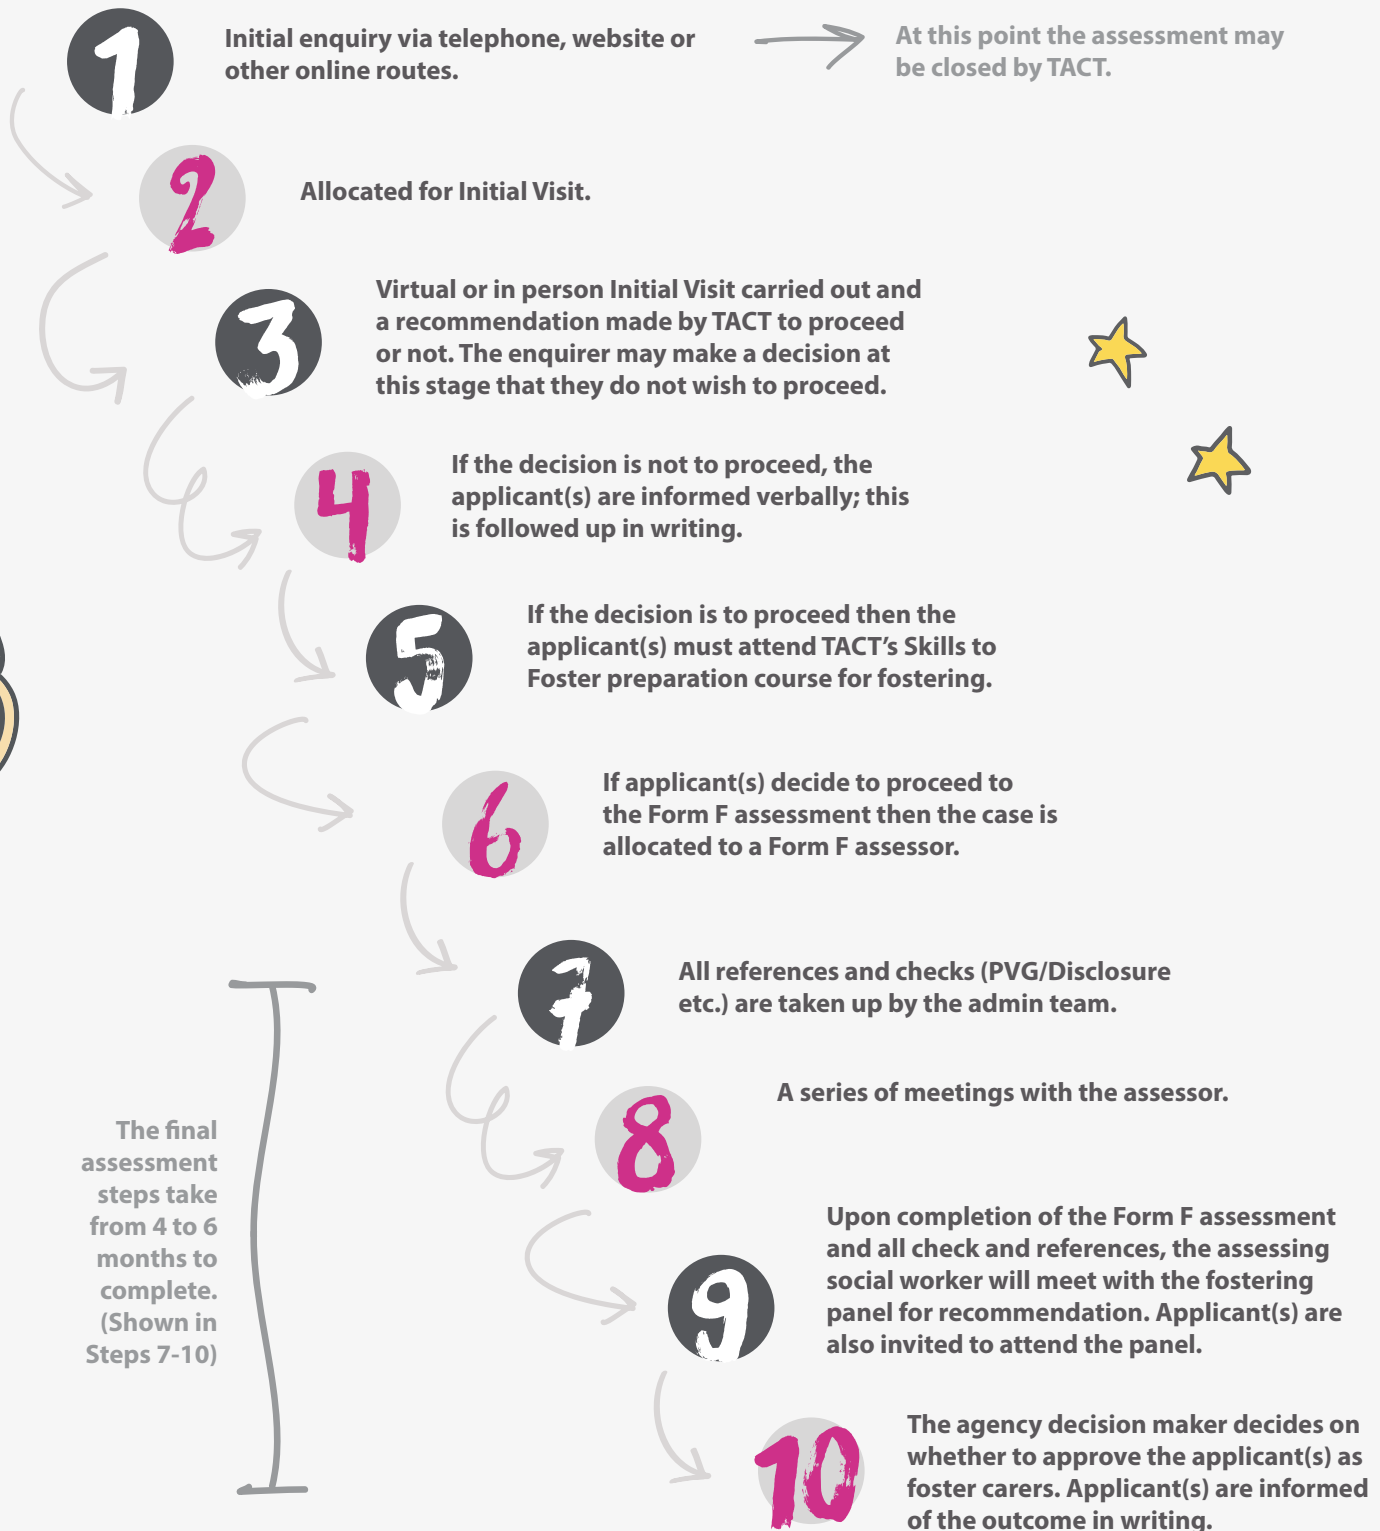 1
Initial enquiry via telephone, website or
other online routes.
At this point the assessment may
be closed by TACT.
2
Allocated for Initial Visit.
3
Virtual or in person Initial Visit carried out and
a recommendation made by TACT to proceed
or not. The enquirer may make a decision at
this stage that they do not wish to proceed.
4
If the decision is not to proceed, the
applicant(s) are informed verbally; this
is followed up in writing.
5
If the decision is to proceed then the
applicant(s) must attend TACT’s Skills to
Foster preparation course for fostering.
6
If applicant(s) decide to proceed to
the Form F assessment then the case is
allocated to a Form F assessor.
7
All references and checks (PVG/Disclosure
etc.) are taken up by the admin team.
8
A series of meetings with the assessor.
The final
assessment
steps take
from 4 to 6
months to
complete.
(Shown in
Steps 7-10)
9
Upon completion of the Form F assessment
and all check and references, the assessing
social worker will meet with the fostering
panel for recommendation. Applicant(s) are
also invited to attend the panel.
10
The agency decision maker decides on
whether to approve the applicant(s) as
foster carers. Applicant(s) are informed
of the outcome in writing.